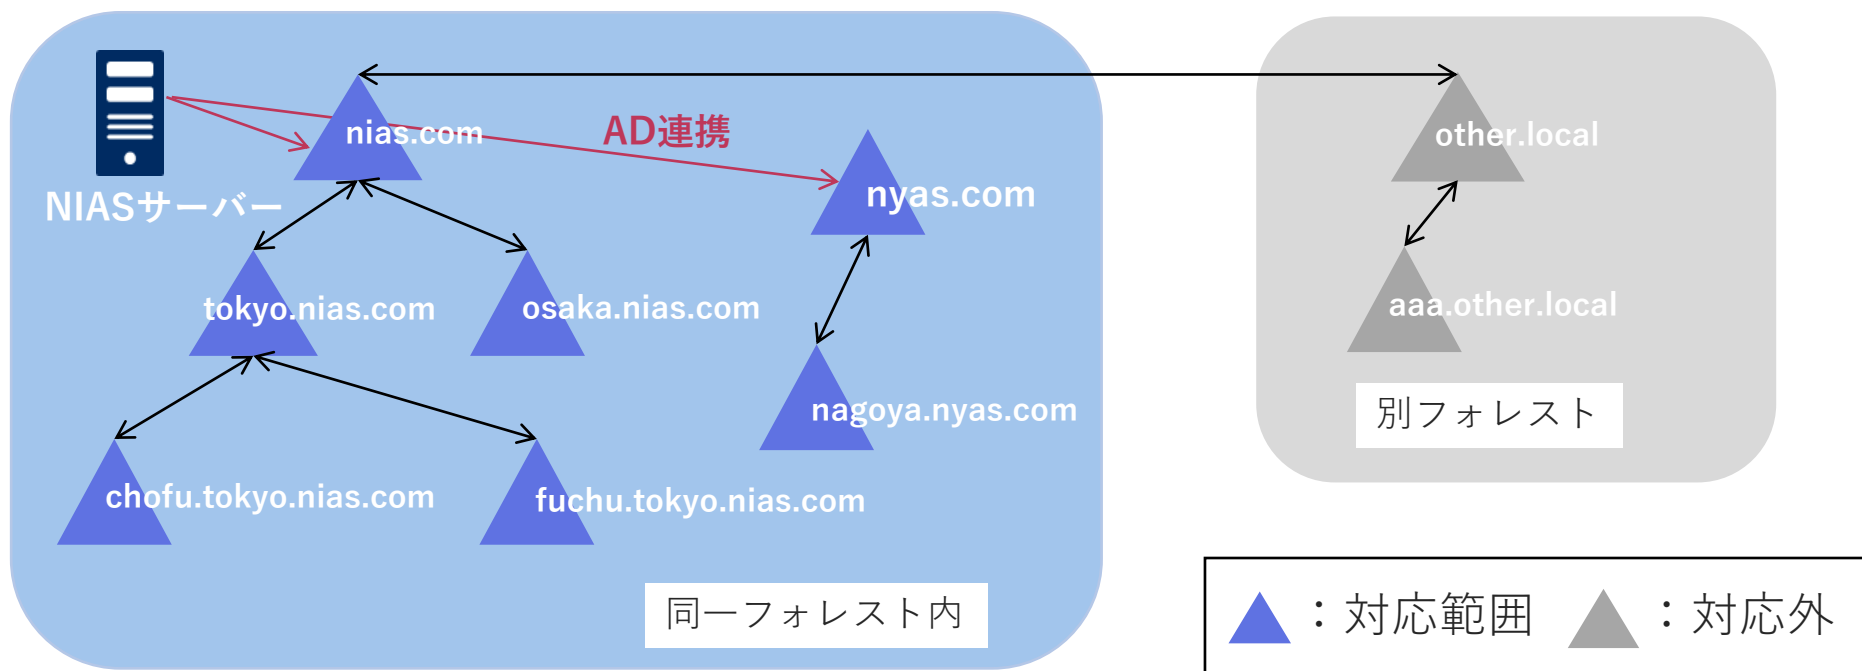 nias.com
AD連携
other.local
NIASサーバー
nyas.com
tokyo.nias.com
osaka.nias.com
aaa.other.local
nagoya.nyas.com
別フォレスト
chofu.tokyo.nias.com
fuchu.tokyo.nias.com
同一フォレスト内
：対応範囲
：対応外